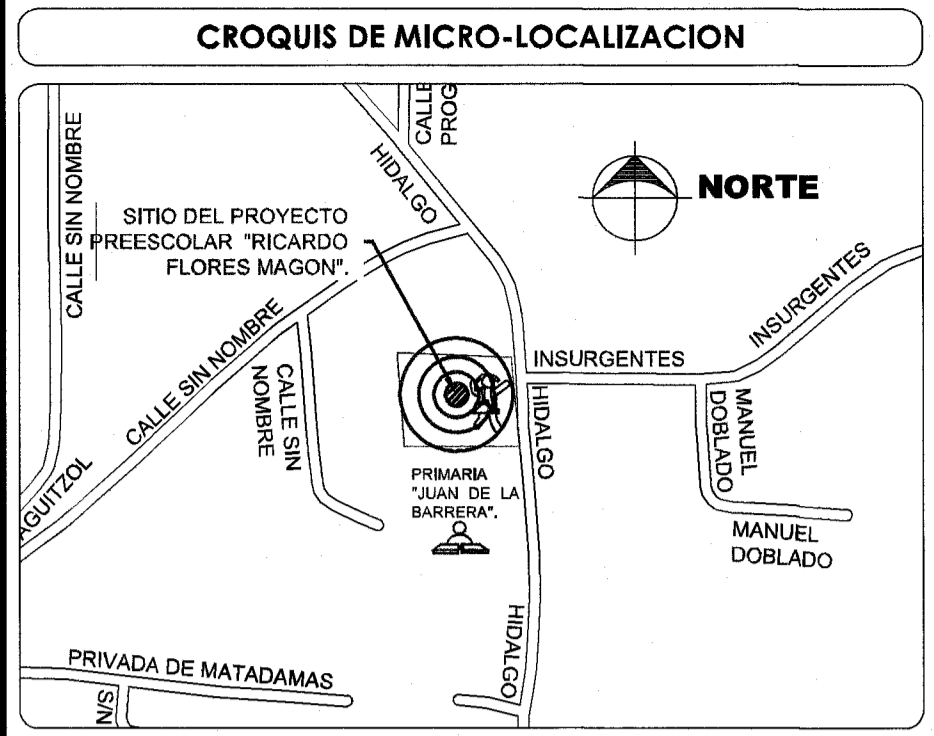 CROQUIS DE MICRO-LOCALIZACION
CALLE SIN NOMBRE
CALLE
PROG
HIDALGO
NORTE
SITIO DEL PROYECTO
PREESCOLAR "RICARDO
FLORES MAGON".
INSURGENTES
CALLE SIN NOMBRE
CALLE SIN
NOMBRE
INSURGENTES
HIDALGO
MANUEL
DOBLADO
AGUITZOL
PRIMARIA
"JUAN DE LA
BARRERA".
MANUEL
DOBLADO
HIDALGO
PRIVADA DE MATADAMAS
S/N